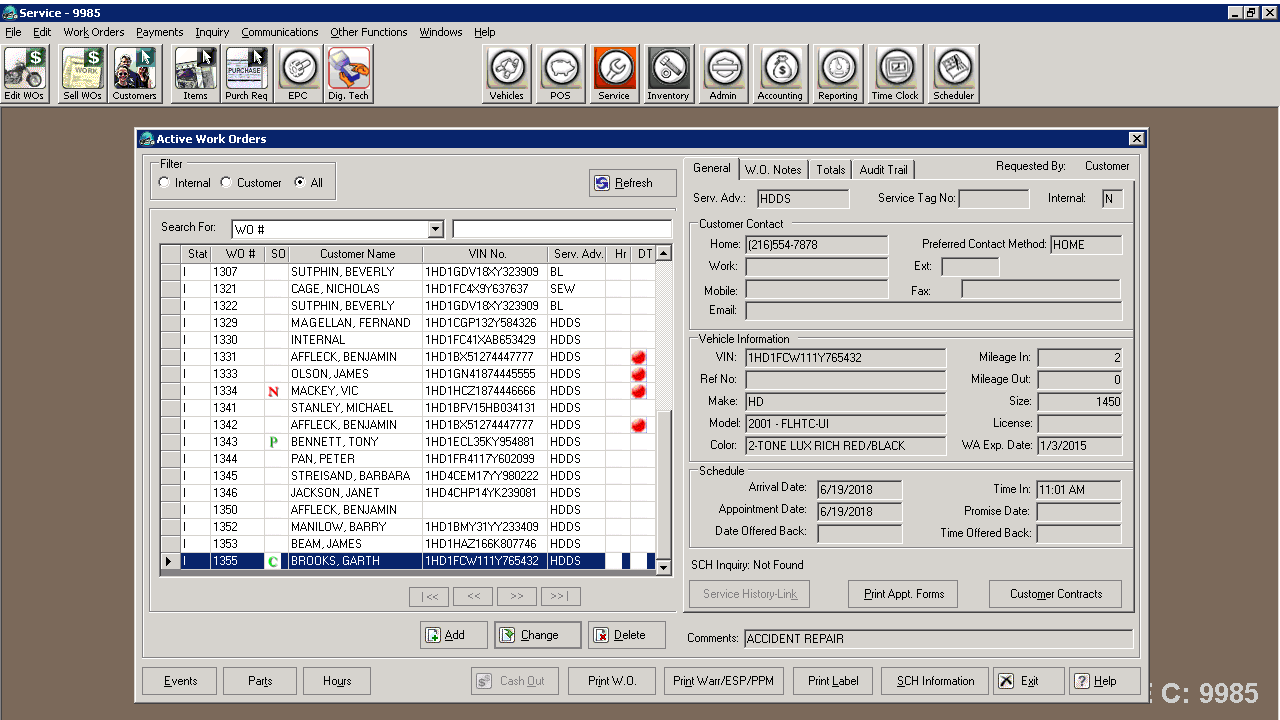 Service - 9985
File Edit Work Orders Payments Inquiry Communications Other Functions Windows Help
Edit WOs Sell WOs Customers Items Purch Req EPC Dig. Tech Vehicles POS Service Inventory Admin Accounting Reporting Time Clock Scheduler
Active Work Orders
Filter
Internal Customer All
Refresh
Search For: WO #
Stat WO # SO Customer Name VIN No. Serv. Adv. Hr DT
I 1307 SUTPHIN, BEVERLY 1HD1GDV18XY323909 BL
I 1321 CAGE, NICHOLAS 1HD1FC4X9Y637637 SEW
I 1322 SUTPHIN, BEVERLY 1HD1GDV18XY323909 BL
I 1329 MAGELLAN, FERNAND 1HD1CGP132Y584326 HDDS
I 1330 INTERNAL 1HD1FC41XAB653429 HDDS
I 1331 AFFLECK, BENJAMIN 1HD1BX51274447777 HDDS
I 1333 OLSON, JAMES 1HD1GN41874445555 HDDS
I 1334 N MACKEY, VIC 1HD1HCZ1874446666 HDDS
I 1341 STANLEY, MICHAEL 1HD1BFV15HB034131 HDDS
I 1342 AFFLECK, BENJAMIN 1HD1BX51274447777 HDDS
I 1343 P BENNETT, TONY 1HD1ECL35KY954881 HDDS
I 1344 PAN, PETER 1HD1FR4117Y602099 HDDS
I 1345 STREISAND, BARBARA 1HD4CEM17YY980222 HDDS
I 1346 JACKSON, JANET 1HD4CHP14YK239081 HDDS
I 1350 AFFLECK, BENJAMIN HDDS
I 1352 MANILOW, BARRY 1HD1BMY31YY233409 HDDS
I 1353 BEAM, JAMES 1HD1HAZ166K807746 HDDS
I 1355 C BROOKS, GARTH 1HD1FCW111Y765432 HDDS
|<< << >> >>|
Add Change Delete
General W.O. Notes Totals Audit Trail Requested By: Customer
Serv. Adv.: HDDS Service Tag No: Internal: N
Customer Contact
Home: (216)554-7878 Preferred Contact Method: HOME
Work: Ext:
Mobile: Fax:
Email:
Vehicle Information
VIN: 1HD1FCW111Y765432 Mileage In: 2
Ref No: Mileage Out: 0
Make: HD Size: 1450
Model: 2001 - FLHTC-UI License:
Color: 2-TONE LUX RICH RED/BLACK WA Exp. Date: 1/3/2015
Schedule
Arrival Date: 6/19/2018 Time In: 11:01 AM
Appointment Date: 6/19/2018 Promise Date:
Date Offered Back: Time Offered Back:
SCH Inquiry: Not Found
Service History-Link Print Appt. Forms Customer Contracts
Comments: ACCIDENT REPAIR
Events Parts Hours Cash Out Print W.O. Print Warr/ESP/PPM Print Label SCH Information Exit Help
C: 9985